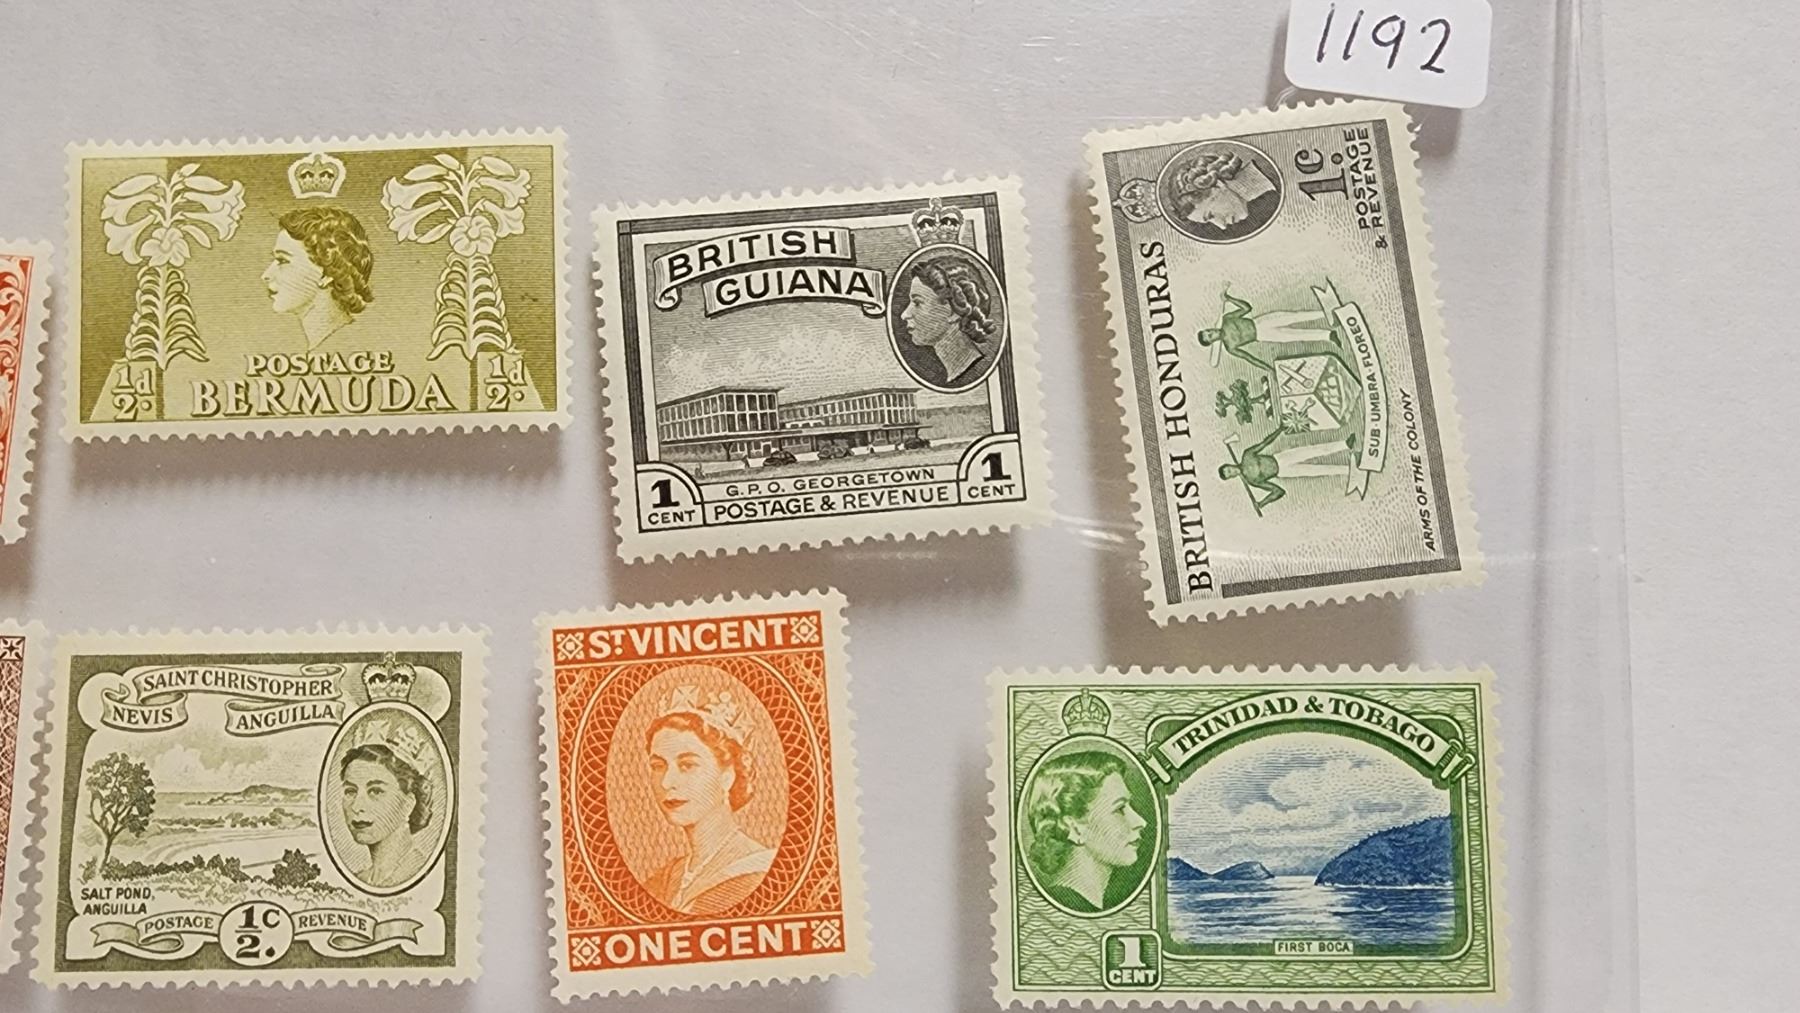 1192
POSTAGE
BERMUDA
½d.
½d.
BRITISH
GUIANA
1
CENT
G.P.O. GEORGETOWN
POSTAGE & REVENUE
1
CENT
BRITISH HONDURAS
1c.
POSTAGE
& REVENUE
SUB·UMBRA·FLOREO
ARMS OF THE COLONY
SAINT CHRISTOPHER
NEVIS
ANGUILLA
SALT POND,
ANGUILLA
POSTAGE
½c.
REVENUE
ST. VINCENT
ONE CENT
TRINIDAD & TOBAGO
FIRST BOCA
1
CENT